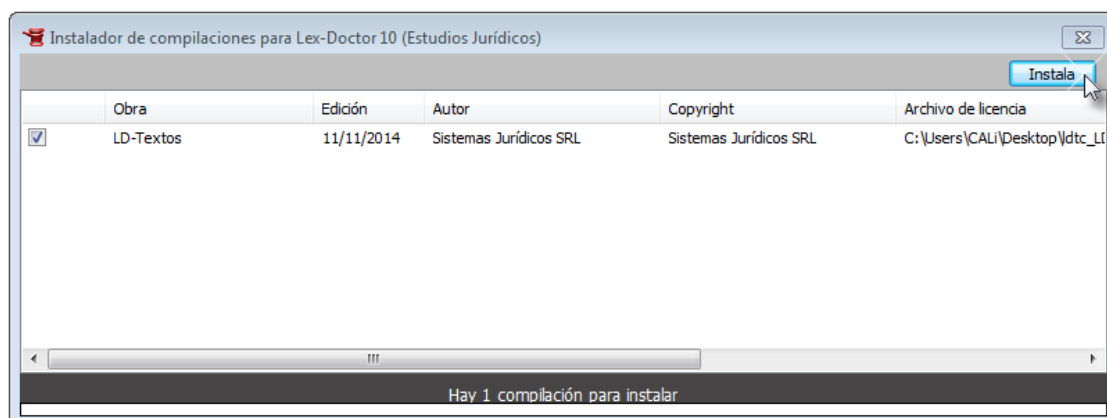 Instalador de compilaciones para Lex-Doctor 10 (Estudios Jurídicos)
Instala
Obra Edición Autor Copyright Archivo de licencia
LD-Textos 11/11/2014 Sistemas Jurídicos SRL Sistemas Jurídicos SRL C:\Users\CALi\Desktop\ldtc_LD
Hay 1 compilación para instalar